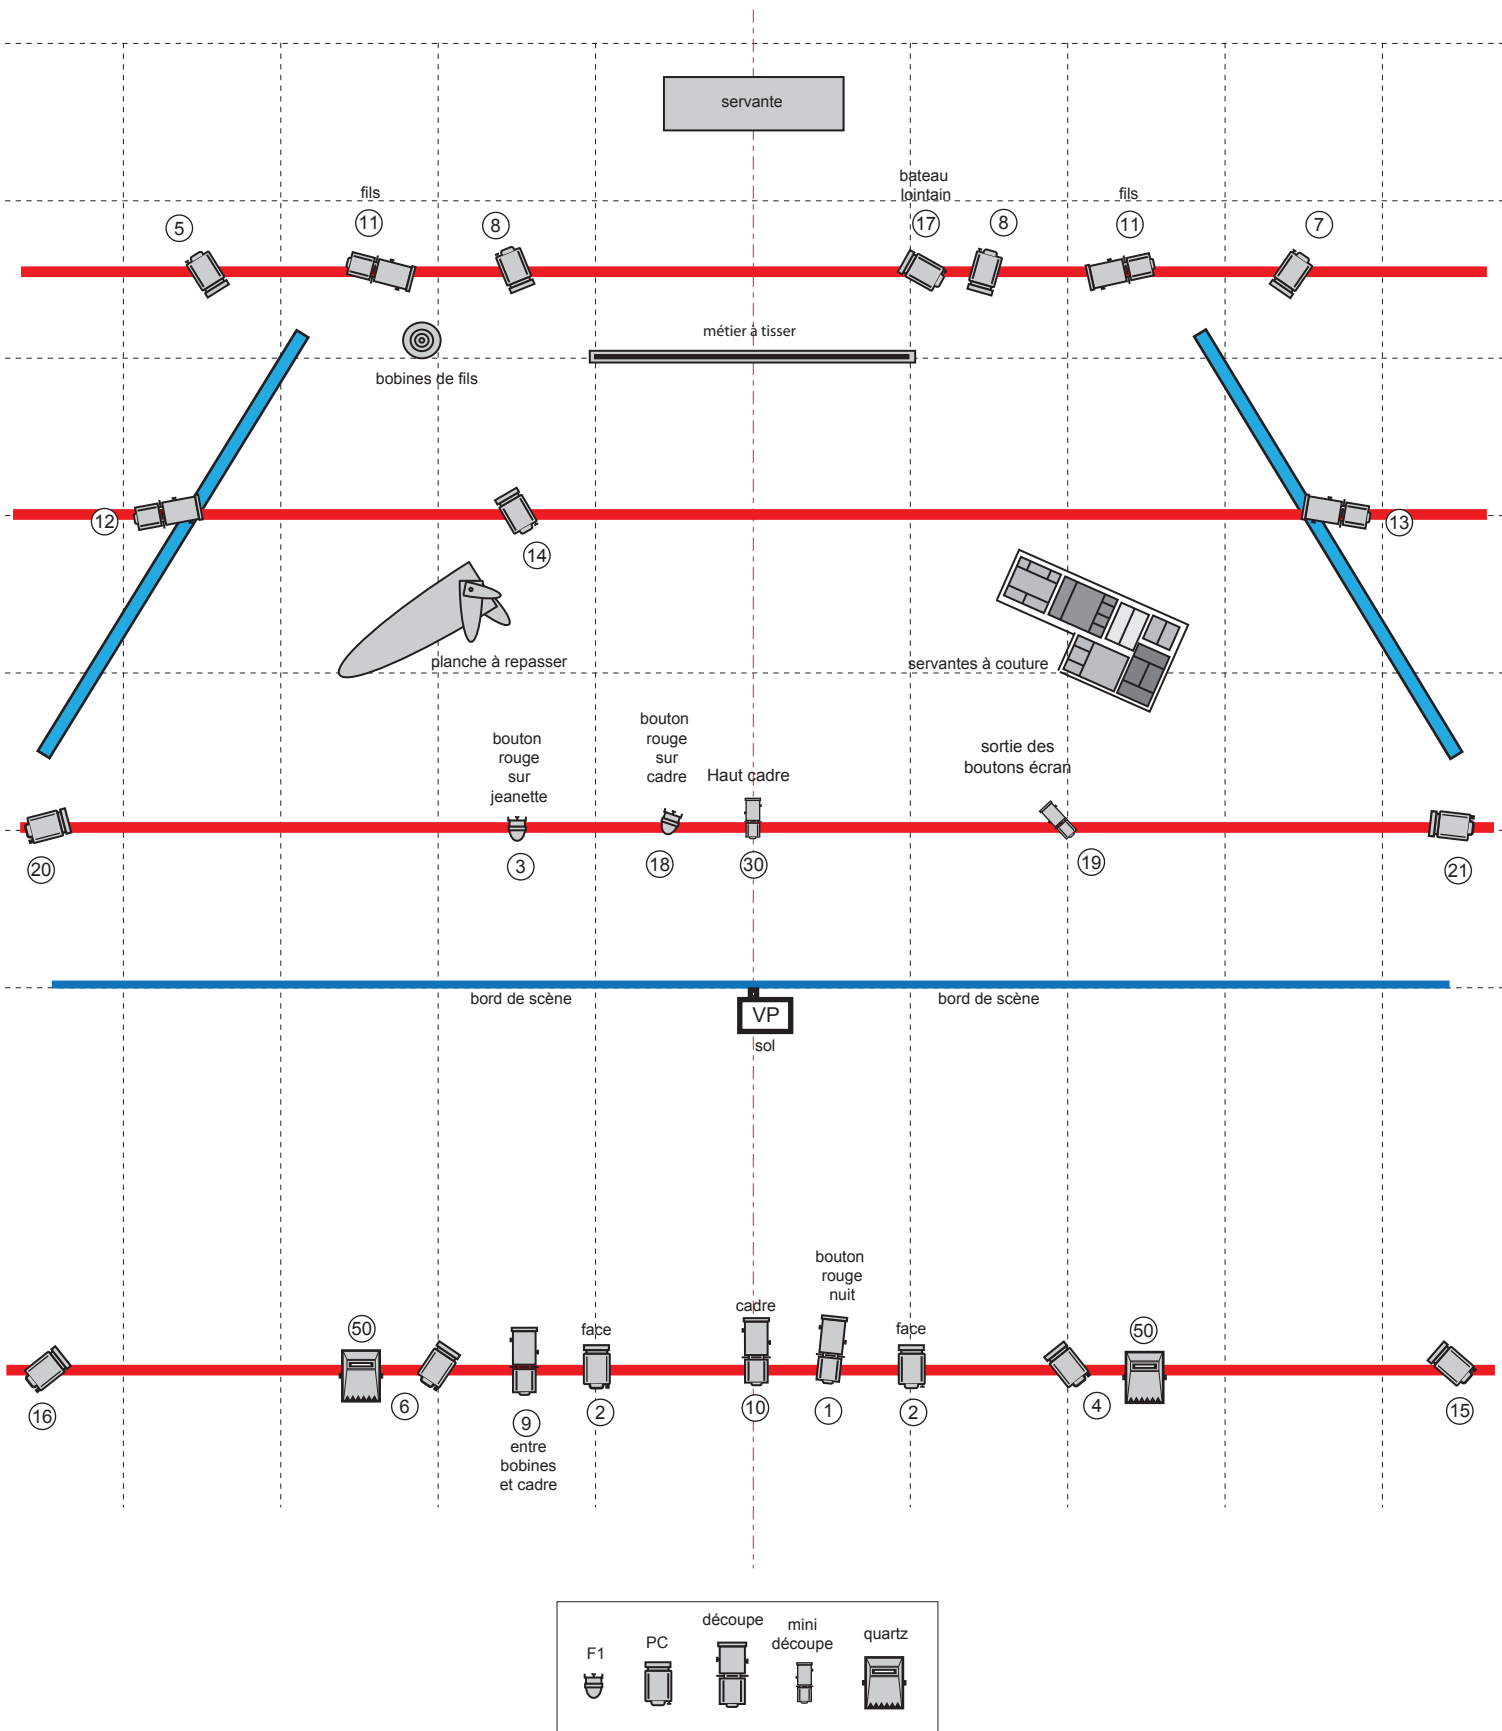 servante
fils
bateau
lointain
fils
5
11
8
17
8
11
7
métier à tisser
bobines de fils
12
14
13
planche à repasser
servantes à couture
bouton
rouge
sur
jeanette
bouton
rouge
sur
cadre
Haut cadre
sortie des
boutons écran
20
3
18
30
19
21
bord de scène
bord de scène
VP
sol
bouton
rouge
nuit
cadre
face
face
50
50
16
6
9
2
10
1
2
4
15
entre
bobines
et cadre
F1
PC
découpe
mini
découpe
quartz